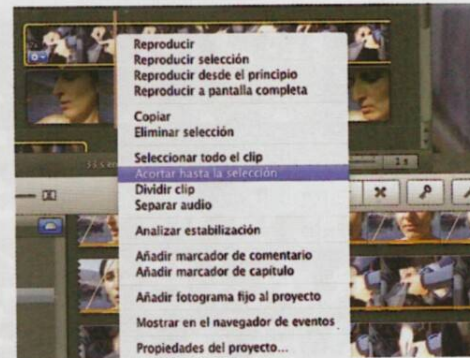 Reproducir
Reproducir selección
Reproducir desde el principio
Reproducir a pantalla completa
Copiar
Eliminar selección
Seleccionar todo el clip
Acortar hasta la selección
1 s
Dividir clip
Separar audio
Analizar estabilización
Añadir marcador de comentario
Añadir marcador de capítulo
Añadir fotograma fijo al proyecto
Mostrar en el navegador de eventos
Propiedades del proyecto...